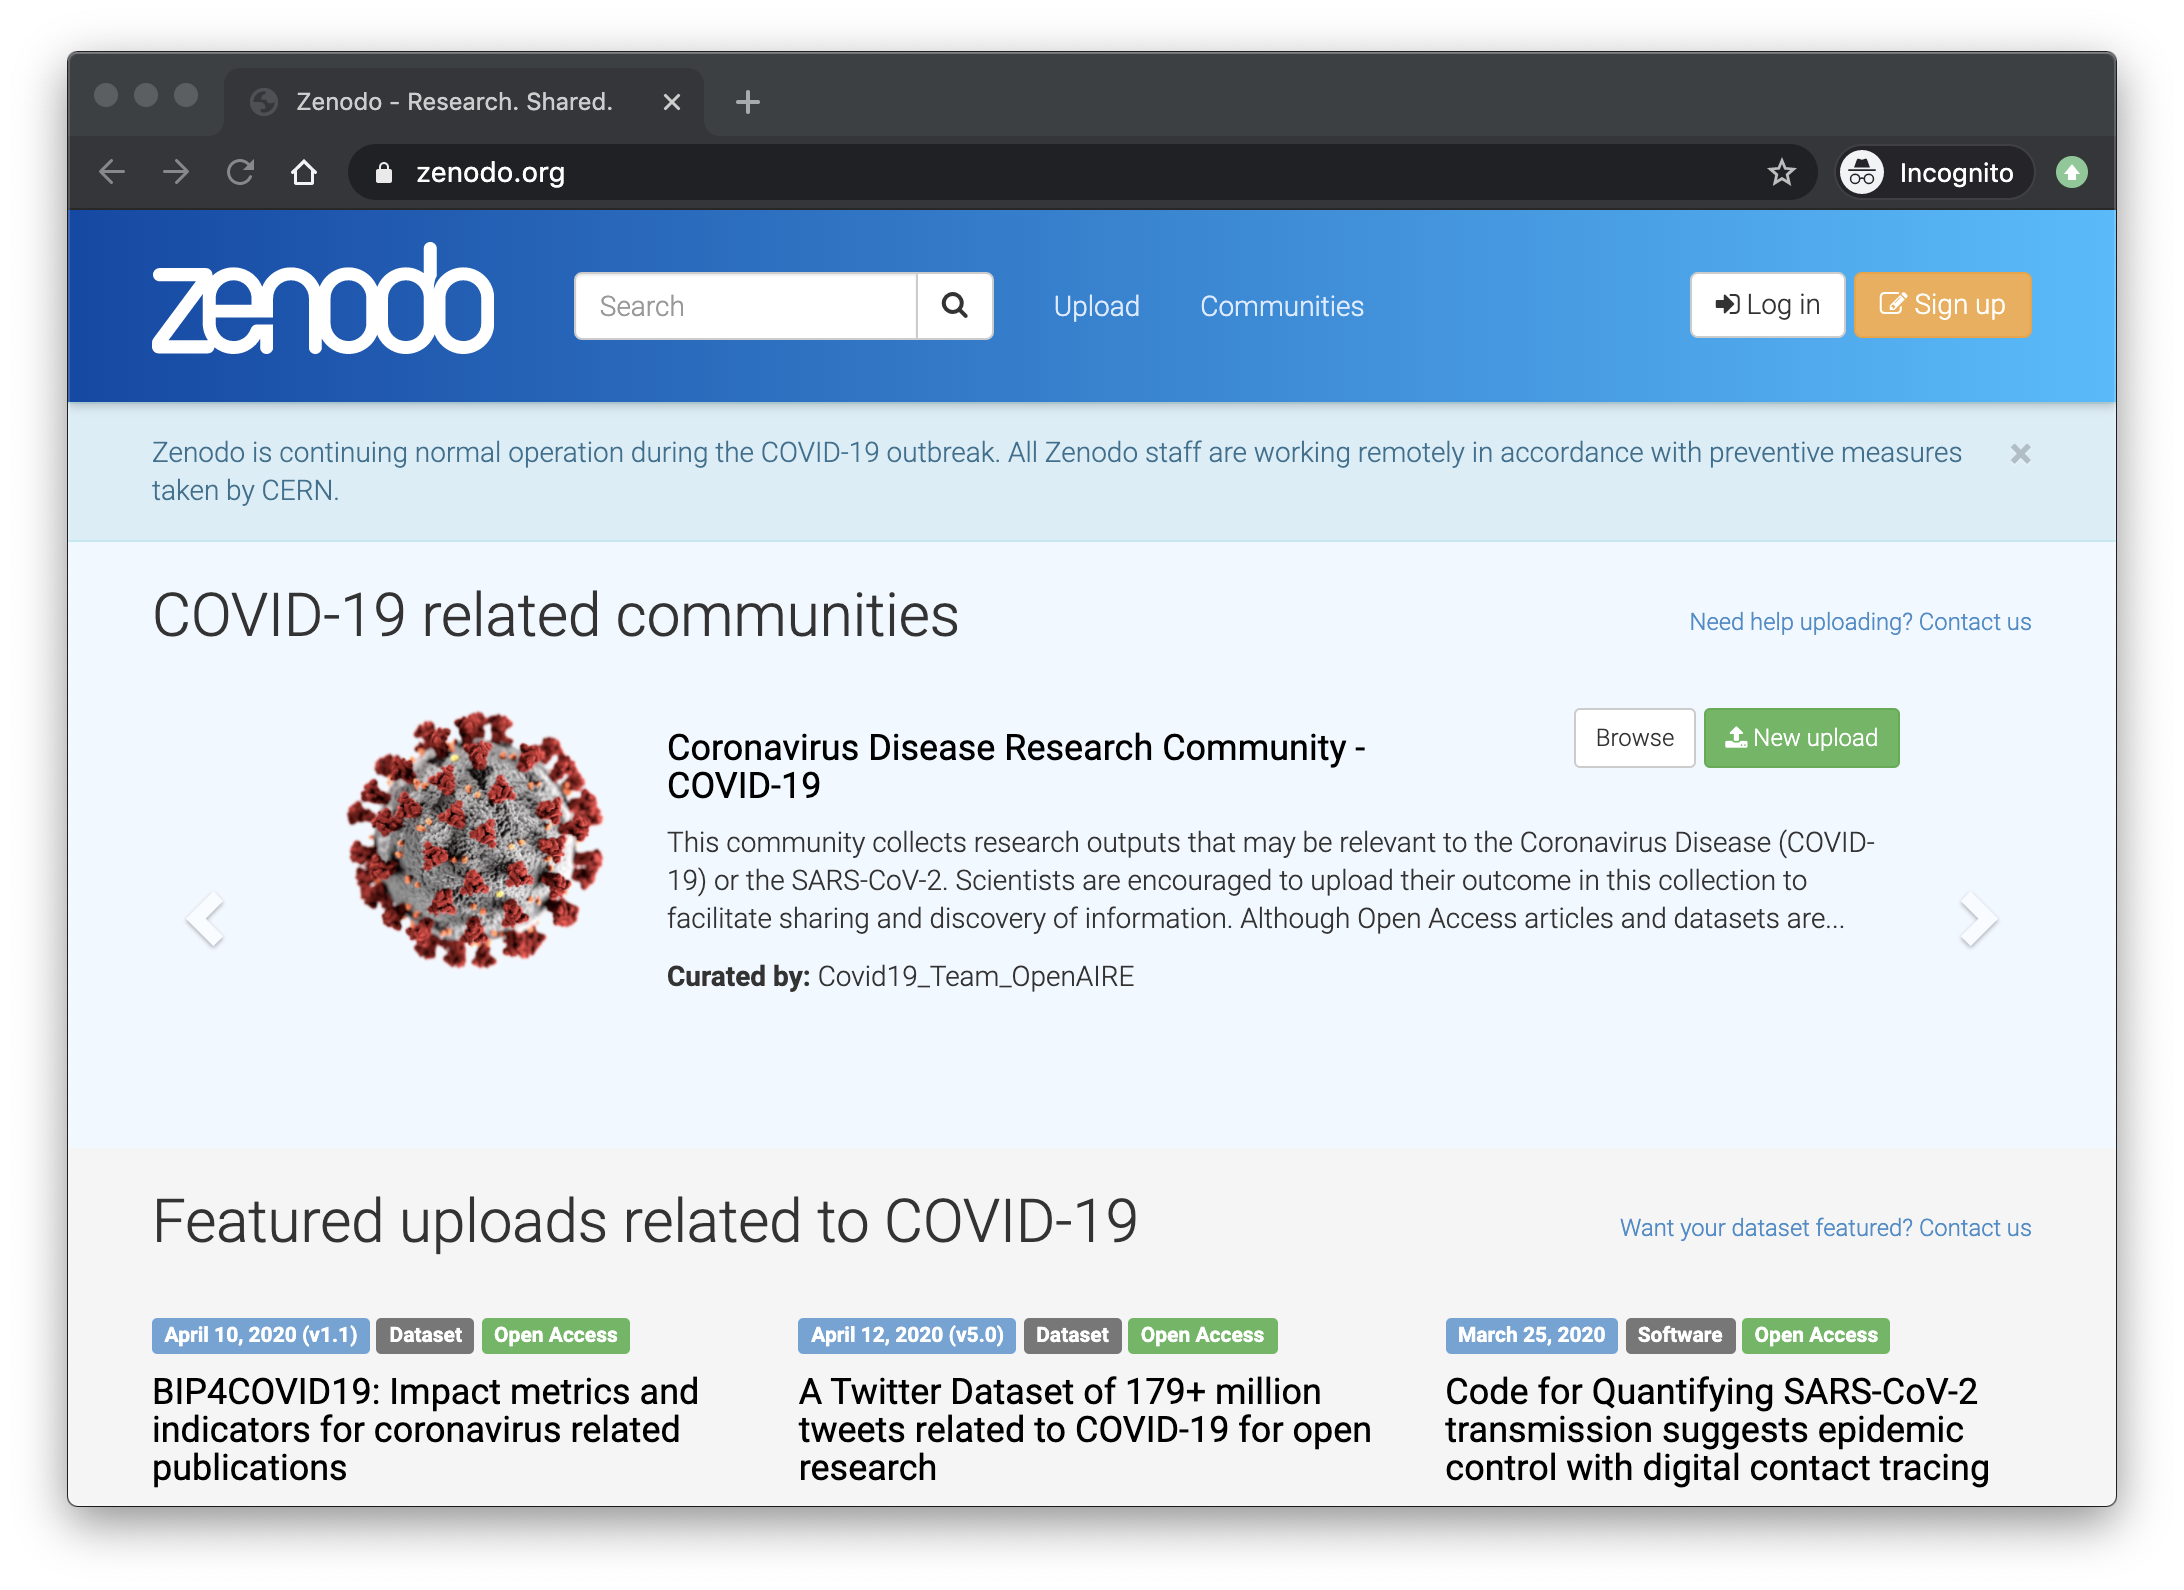 Zenodo - Research. Shared.
zenodo.org
Incognito
zenodo
Search
Upload
Communities
Log in
Sign up
Zenodo is continuing normal operation during the COVID-19 outbreak. All Zenodo staff are working remotely in accordance with preventive measures
taken by CERN.
COVID-19 related communities
Need help uploading? Contact us
Browse
New upload
Coronavirus Disease Research Community -
COVID-19
This community collects research outputs that may be relevant to the Coronavirus Disease (COVID-
19) or the SARS-CoV-2. Scientists are encouraged to upload their outcome in this collection to
facilitate sharing and discovery of information. Although Open Access articles and datasets are...
Curated by: Covid19_Team_OpenAIRE
Featured uploads related to COVID-19
Want your dataset featured? Contact us
April 10, 2020 (v1.1) Dataset Open Access
BIP4COVID19: Impact metrics and
indicators for coronavirus related
publications
April 12, 2020 (v5.0) Dataset Open Access
A Twitter Dataset of 179+ million
tweets related to COVID-19 for open
research
March 25, 2020 Software Open Access
Code for Quantifying SARS-CoV-2
transmission suggests epidemic
control with digital contact tracing